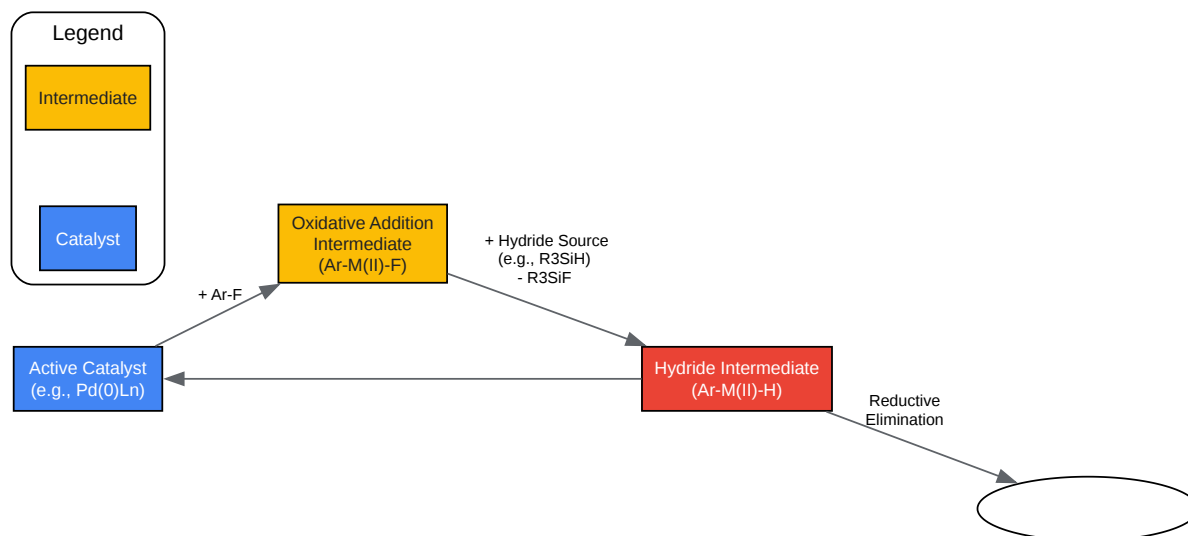 Legend
Intermediate
Catalyst
Oxidative Addition
Intermediate
(Ar-M(II)-F)
+ Hydride Source
(e.g., R3SiH)
- R3SiF
+ Ar-F
Active Catalyst
(e.g., Pd(0)Ln)
Hydride Intermediate
(Ar-M(II)-H)
Reductive
Elimination